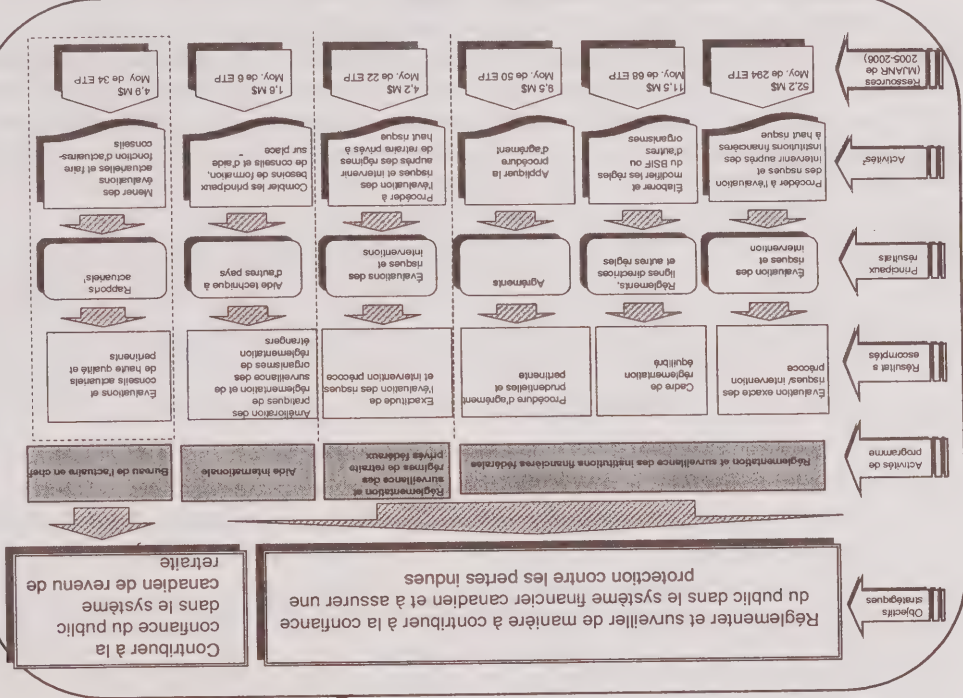 Objectifs
stratégiques
Réglementer et surveiller de manière à contribuer à la confiance
du public dans le système financier canadien et à assurer une
protection contre les pertes indues
Contribuer à la
confiance du public
dans le système
canadien de revenu de
retraite
Activités de
programme
Réglementation et surveillance des institutions financières fédérales
Réglementation et
surveillance des
régimes de retraite
privés fédéraux
Aide internationale
Bureau de l'actuaire en chef
Résultat s
escomptés
Évaluation exacte des
risques/ intervention
précoce
Cadre de
réglementation
équilibré
Procédure d'agrément
prudentielles et
pertinente
Exactitude de
l'évaluation des risques
et intervention précoce
Amélioration des
pratiques de
réglementation et de
surveillance des
organismes de
réglementation
étrangers
Évaluations et
conseils actuariels
de haute qualité et
pertinents
Principaux
résultats
Évaluation des
risques et
intervention
Règlements,
lignes directrices
et autres règles
Agréments
Évaluations des
risques et
interventions
Aide technique à
d'autres pays
Rapports
actuariels¹
Activités²
Procéder à l'évaluation
des risques et
intervenir auprès des
institutions financières
à haut risque
Élaborer et
modifier les règles
du BSIF ou
d'autres
organismes
Appliquer la
procédure
d'agrément
Procéder à
l'évaluation des
risques et intervenir
auprès des régimes
de retraite privés à
haut risque
Combler les principaux
besoins de formation,
de conseils et d'aide
sur place
Mener des
évaluations
actuarielles et faire
fonction d'actuaires-
conseils
Ressources
(MJANR de
2005-2006)
52,2 M$
Moy. de 294 ETP
11,5 M$
Moy. de 68 ETP
9,5 M$
Moy. de 50 ETP
4,2 M$
Moy. de 22 ETP
1,6 M$
Moy. de 6 ETP
4,9 M$
Moy. de 34 ETP